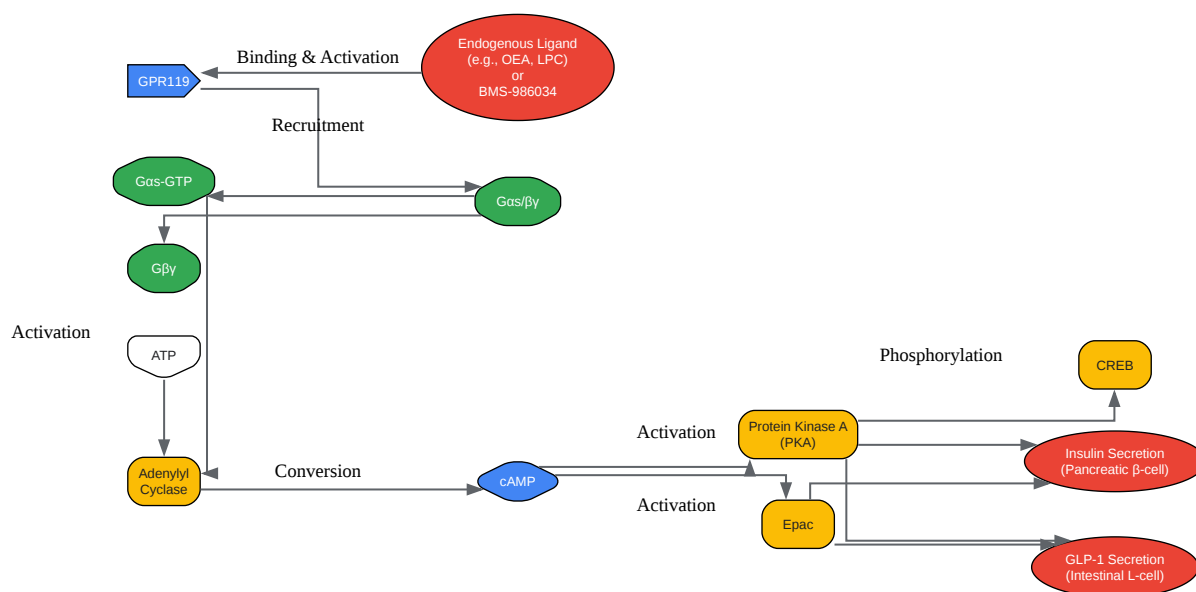 Endogenous Ligand
(e.g., OEA, LPC)
or
BMS-986034
Binding & Activation
GPR119
Recruitment
Gαs-GTP
Gαs/βγ
Gβγ
Activation
ATP
Phosphorylation
CREB
Protein Kinase A
(PKA)
Activation
Insulin Secretion
(Pancreatic β-cell)
Adenylyl
Cyclase
Conversion
cAMP
Activation
Epac
GLP-1 Secretion
(Intestinal L-cell)